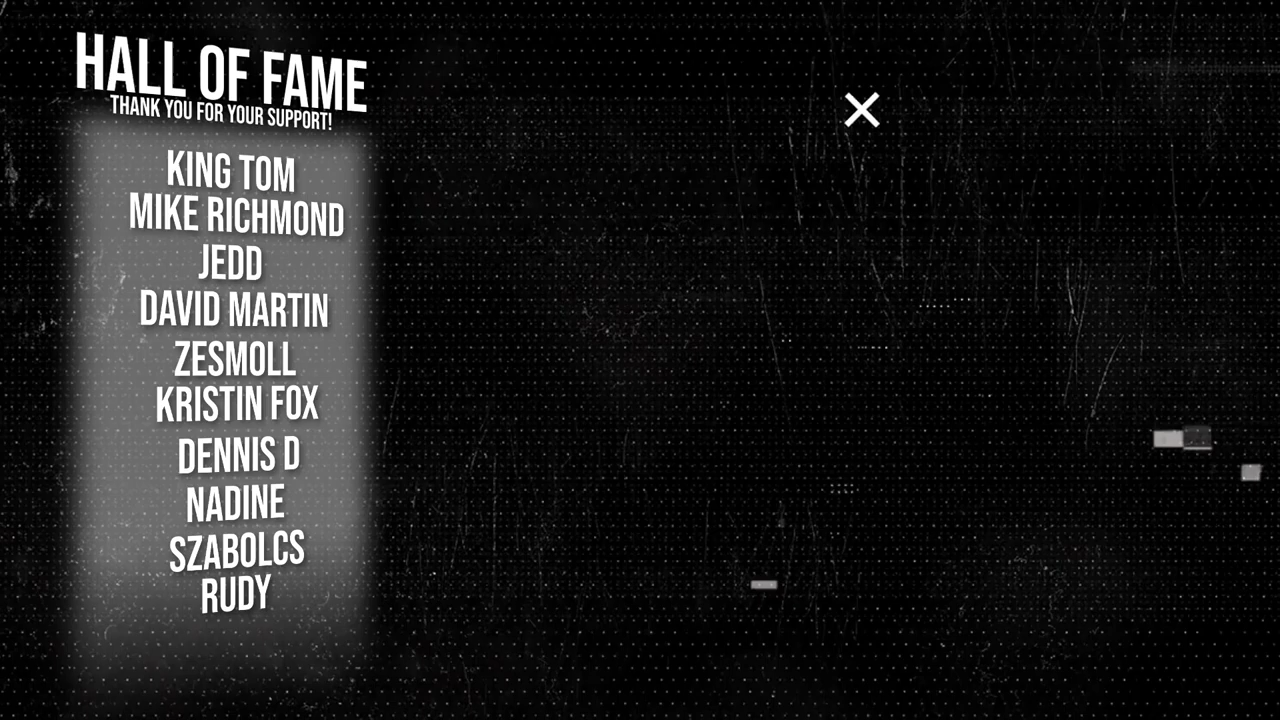 HALL OF FAME
THANK YOU FOR YOUR SUPPORT!
KING TOM
MIKE RICHMOND
JEDD
DAVID MARTIN
ZESMOLL
KRISTIN FOX
DENNIS D
NADINE
SZABOLCS
RUDY